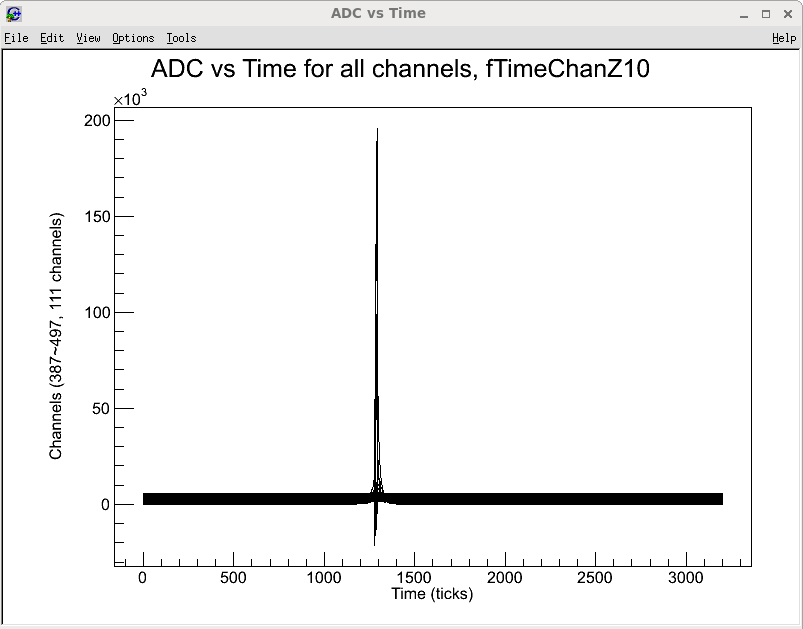 ADC vs Time
File Edit View Options Tools Help
ADC vs Time for all channels, fTimeChanZ10
×10³
200
150
100
50
0
Channels (387~497, 111 channels)
0 500 1000 1500 2000 2500 3000
Time (ticks)